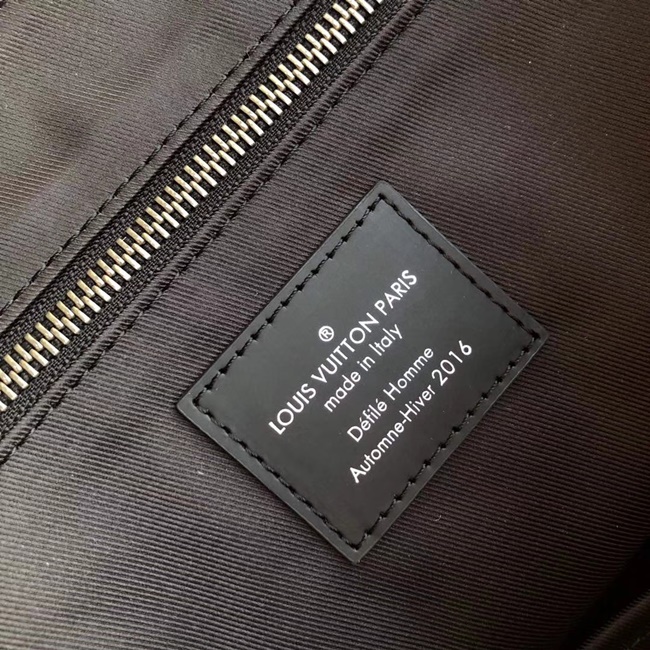 ®
LOUIS VUITTON PARIS
made in Italy
Défilé Homme
Automne-Hiver 2016